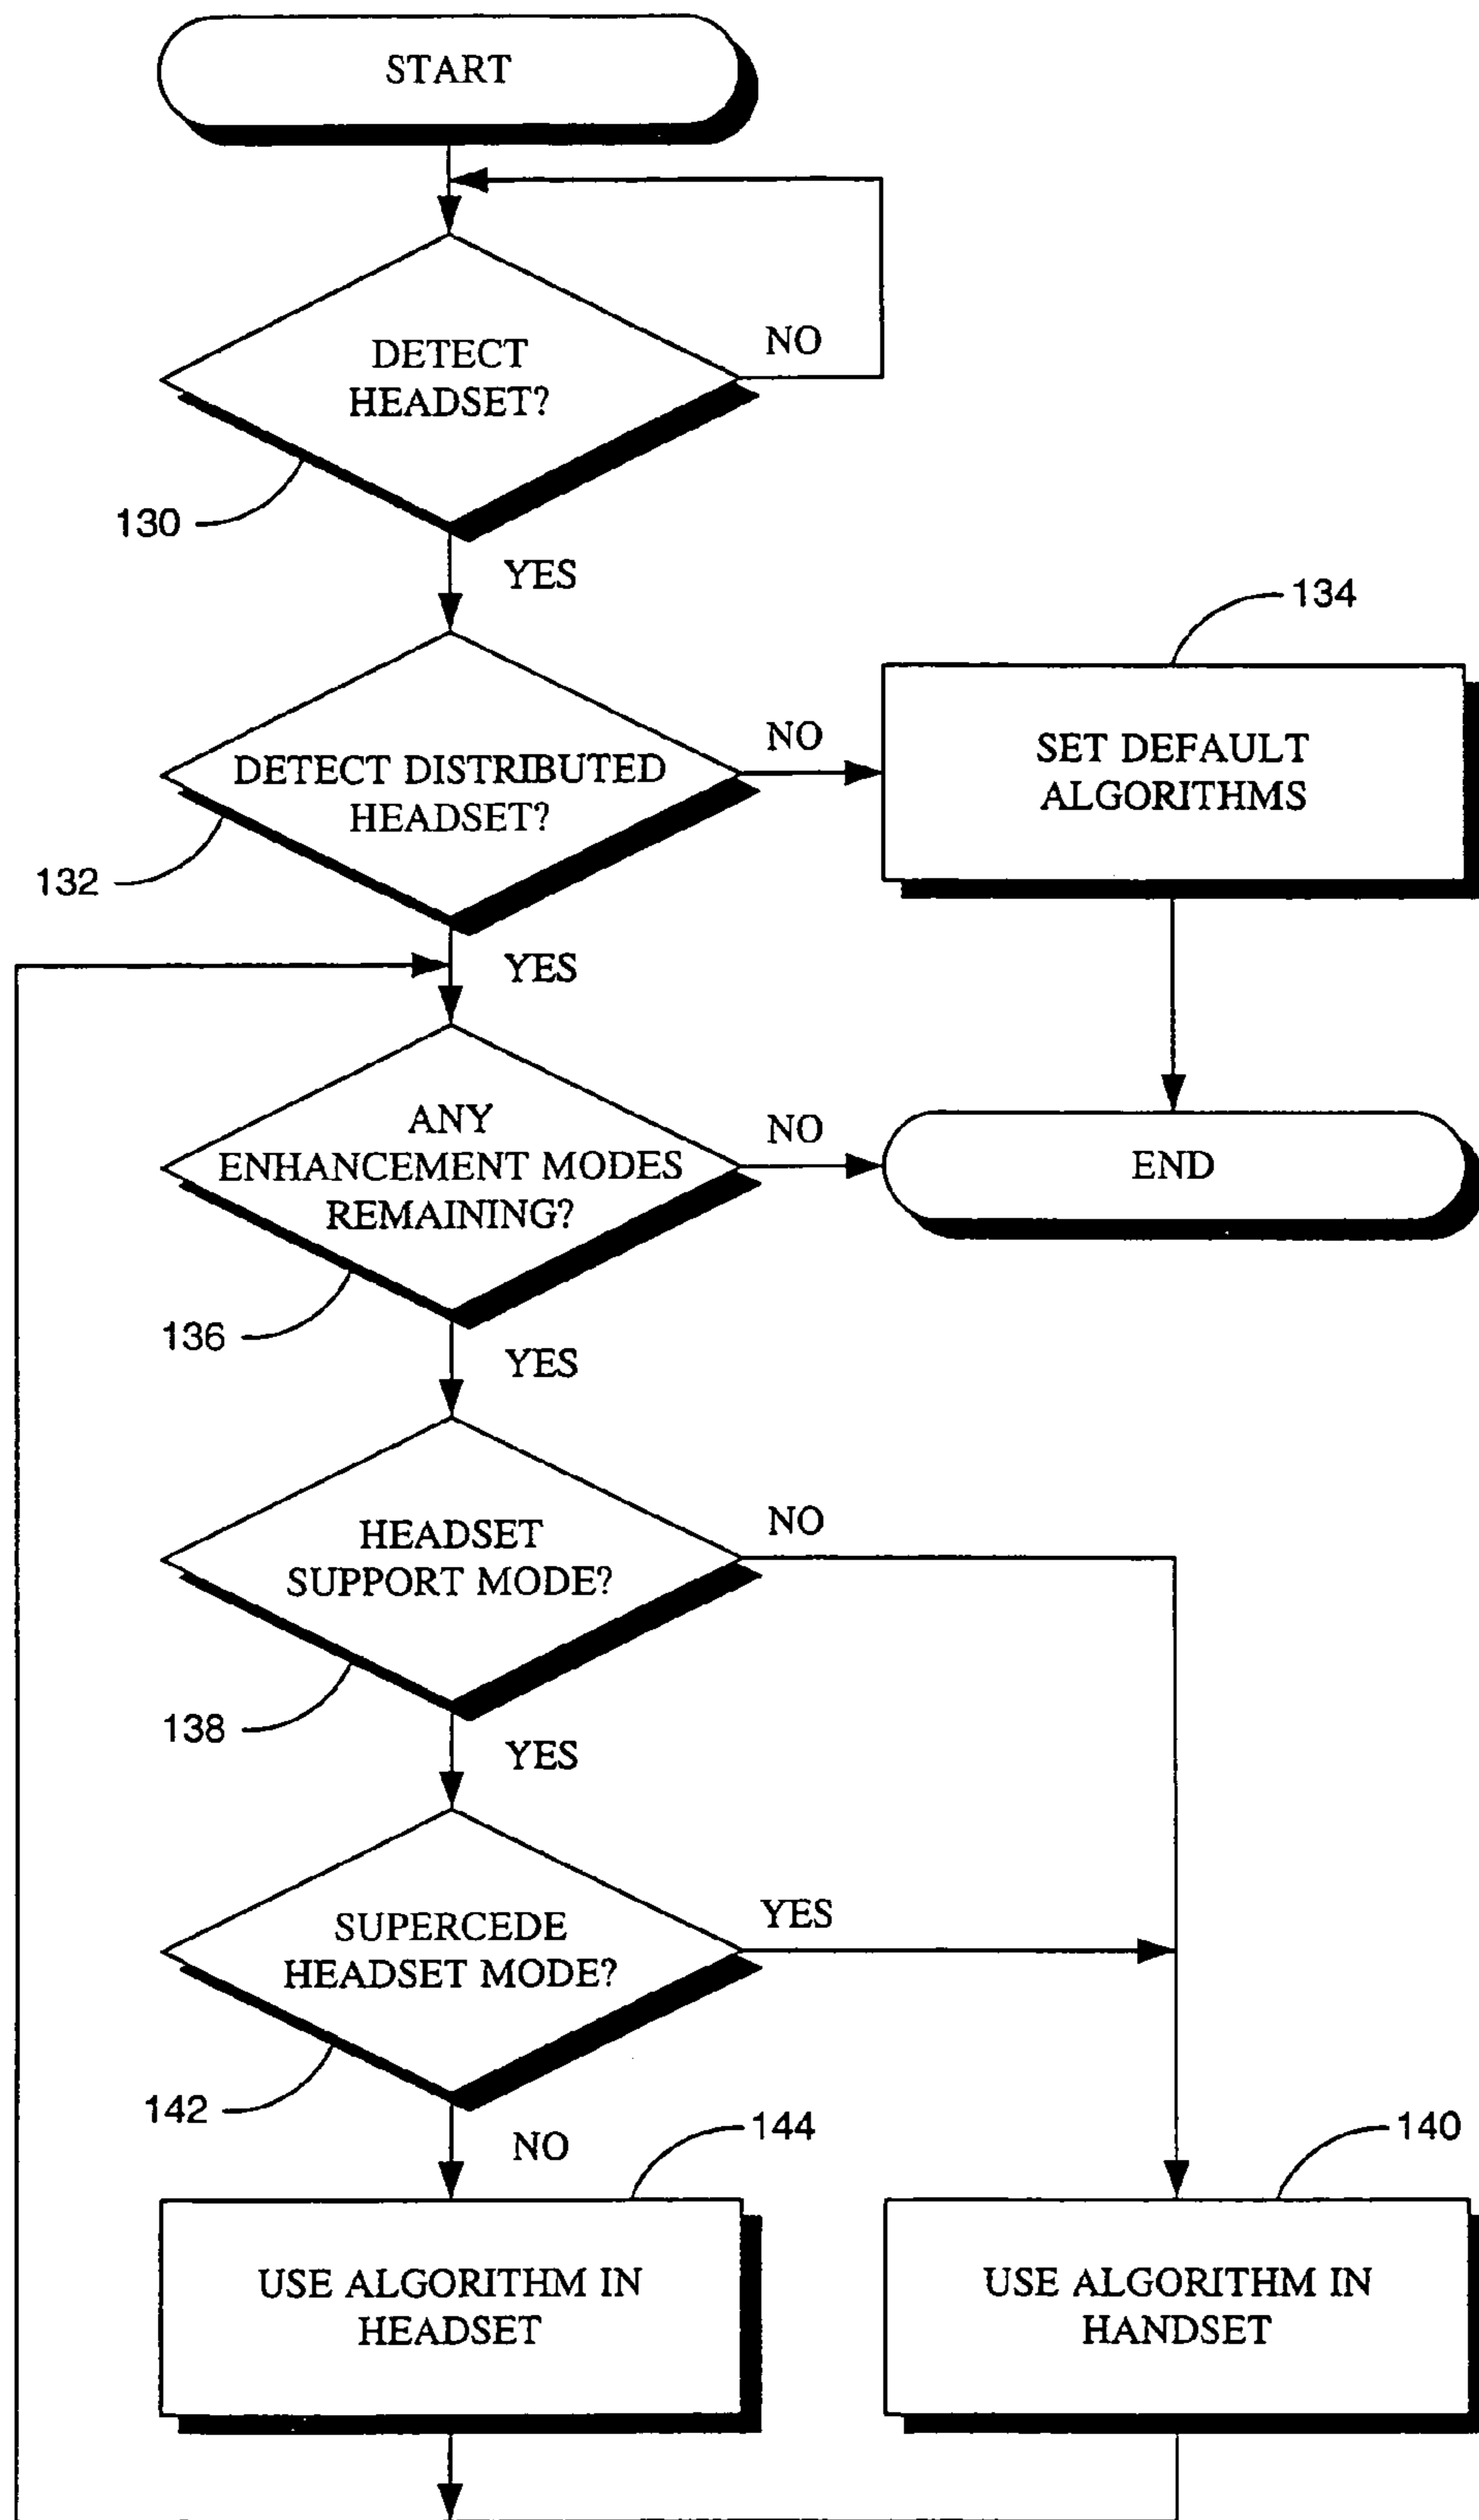 START
DETECT
HEADSET?
NO
130
YES
134
DETECT DISTRIBUTED
HEADSET?
NO
SET DEFAULT
ALGORITHMS
132
YES
ANY
ENHANCEMENT MODES
REMAINING?
NO
END
136
YES
HEADSET
SUPPORT MODE?
NO
138
YES
SUPERCEDE
HEADSET MODE?
YES
142
NO
144
140
USE ALGORITHM IN
HEADSET
USE ALGORITHM IN
HANDSET